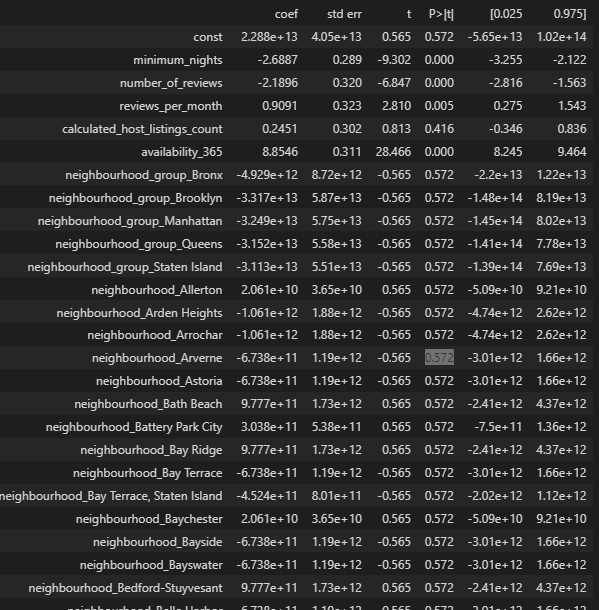 coef std err t P>|t| [0.025 0.975]
const 2.288e+13 4.05e+13 0.565 0.572 -5.65e+13 1.02e+14
minimum_nights -2.6887 0.289 -9.302 0.000 -3.255 -2.122
number_of_reviews -2.1896 0.320 -6.847 0.000 -2.816 -1.563
reviews_per_month 0.9091 0.323 2.810 0.005 0.275 1.543
calculated_host_listings_count 0.2451 0.302 0.813 0.416 -0.346 0.836
availability_365 8.8546 0.311 28.466 0.000 8.245 9.464
neighbourhood_group_Bronx -4.929e+12 8.72e+12 -0.565 0.572 -2.2e+13 1.22e+13
neighbourhood_group_Brooklyn -3.317e+13 5.87e+13 -0.565 0.572 -1.48e+14 8.19e+13
neighbourhood_group_Manhattan -3.249e+13 5.75e+13 -0.565 0.572 -1.45e+14 8.02e+13
neighbourhood_group_Queens -3.152e+13 5.58e+13 -0.565 0.572 -1.41e+14 7.78e+13
neighbourhood_group_Staten Island -3.113e+13 5.51e+13 -0.565 0.572 -1.39e+14 7.69e+13
neighbourhood_Allerton 2.061e+10 3.65e+10 0.565 0.572 -5.09e+10 9.21e+10
neighbourhood_Arden Heights -1.061e+12 1.88e+12 -0.565 0.572 -4.74e+12 2.62e+12
neighbourhood_Arrochar -1.061e+12 1.88e+12 -0.565 0.572 -4.74e+12 2.62e+12
neighbourhood_Arverne -6.738e+11 1.19e+12 -0.565 0.572 -3.01e+12 1.66e+12
neighbourhood_Astoria -6.738e+11 1.19e+12 -0.565 0.572 -3.01e+12 1.66e+12
neighbourhood_Bath Beach 9.777e+11 1.73e+12 0.565 0.572 -2.41e+12 4.37e+12
neighbourhood_Battery Park City 3.038e+11 5.38e+11 0.565 0.572 -7.5e+11 1.36e+12
neighbourhood_Bay Ridge 9.777e+11 1.73e+12 0.565 0.572 -2.41e+12 4.37e+12
neighbourhood_Bay Terrace -6.738e+11 1.19e+12 -0.565 0.572 -3.01e+12 1.66e+12
neighbourhood_Bay Terrace, Staten Island -4.524e+11 8.01e+11 -0.565 0.572 -2.02e+12 1.12e+12
neighbourhood_Baychester 2.061e+10 3.65e+10 0.565 0.572 -5.09e+10 9.21e+10
neighbourhood_Bayside -6.738e+11 1.19e+12 -0.565 0.572 -3.01e+12 1.66e+12
neighbourhood_Bayswater -6.738e+11 1.19e+12 -0.565 0.572 -3.01e+12 1.66e+12
neighbourhood_Bedford-Stuyvesant 9.777e+11 1.73e+12 0.565 0.572 -2.41e+12 4.37e+12